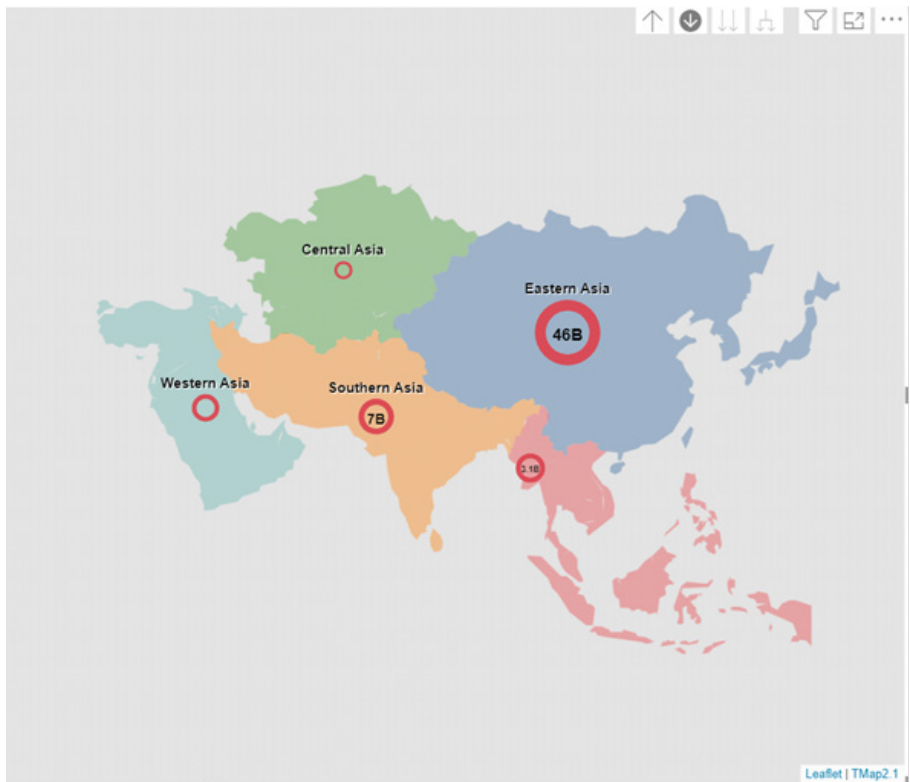 Central Asia
Eastern Asia
46B
Western Asia
Southern Asia
7B
3.1B
Leaflet | TMap2.1